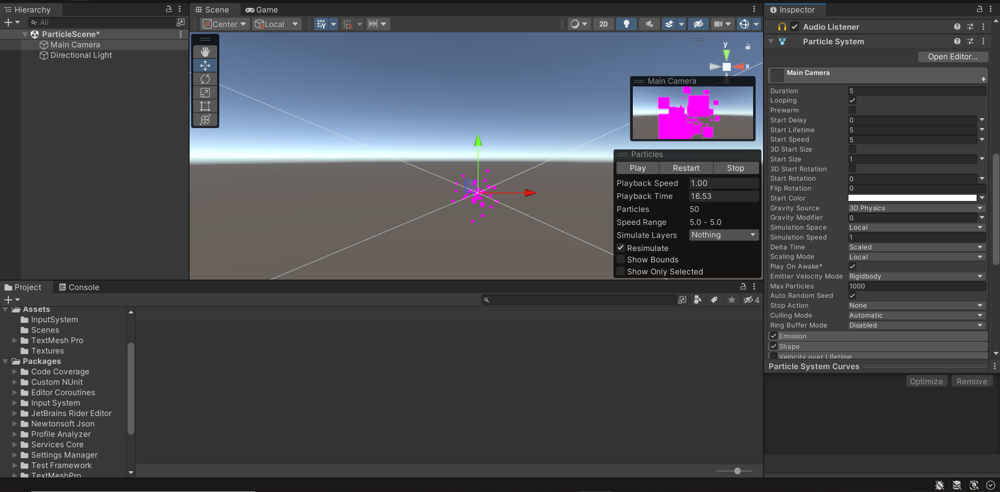 Hierarchy
All
ParticleScene*
Main Camera
Directional Light
Scene
Game
Center
Local
2D
y
x
Main Camera
Particles
Play
Restart
Stop
Playback Speed
1.00
Playback Time
16.53
Particles
50
Speed Range
5.0 - 5.0
Simulate Layers
Nothing
Resimulate
Show Bounds
Show Only Selected
Project
Console
4
Assets
InputSystem
Scenes
TextMesh Pro
Textures
Packages
Code Coverage
Custom NUnit
Editor Coroutines
Input System
JetBrains Rider Editor
Newtonsoft Json
Profile Analyzer
Services Core
Settings Manager
Test Framework
TextMeshPro
Inspector
Audio Listener
Particle System
Open Editor...
Main Camera
Duration
5
Looping
Prewarm
Start Delay
0
Start Lifetime
5
Start Speed
5
3D Start Size
Start Size
1
3D Start Rotation
Start Rotation
0
Flip Rotation
0
Start Color
Gravity Source
3D Physics
Gravity Modifier
0
Simulation Space
Local
Simulation Speed
1
Delta Time
Scaled
Scaling Mode
Local
Play On Awake*
Emitter Velocity Mode
Rigidbody
Max Particles
1000
Auto Random Seed
Stop Action
None
Culling Mode
Automatic
Ring Buffer Mode
Disabled
Emission
Shape
Velocity over Lifetime
Particle System Curves
Optimize
Remove